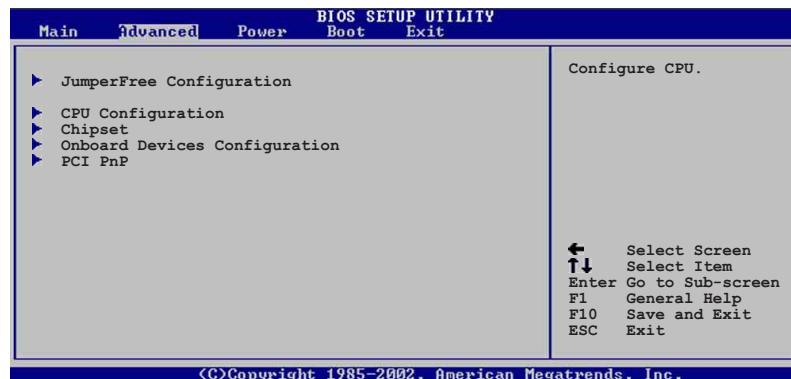 BIOS SETUP UTILITY
Main Advanced Power Boot Exit
JumperFree Configuration
CPU Configuration
Chipset
Onboard Devices Configuration
PCI PnP
Configure CPU.
← Select Screen
↑↓ Select Item
Enter Go to Sub-screen
F1 General Help
F10 Save and Exit
ESC Exit
(C)Copyright 1985-2002, American Megatrends, Inc.